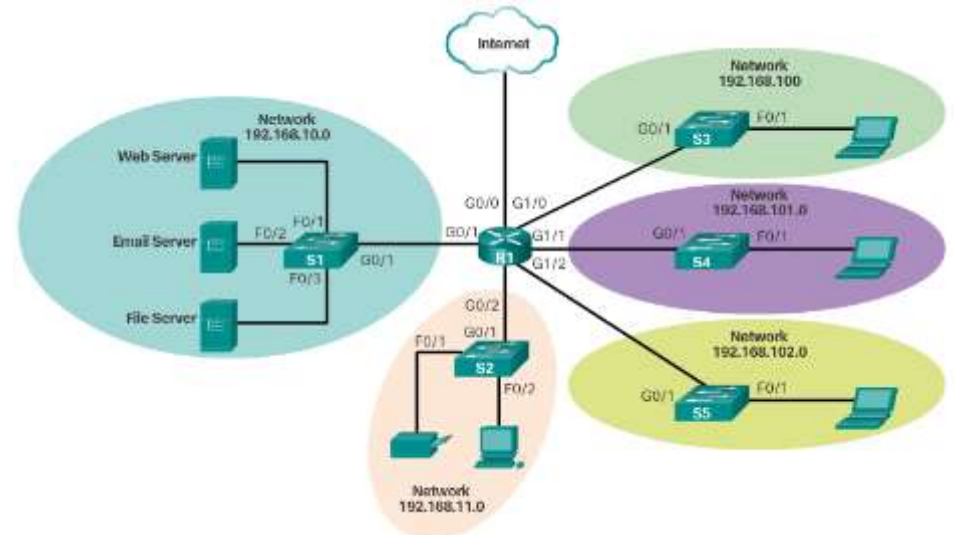 Internet
Network
192.168.100
G0/1
F0/1
S3
Network
192.168.10.0
Web Server
F0/1
Email Server
F0/2
S1
G0/1
F0/3
File Server
G0/0
G1/0
G0/1
G1/1
R1
G1/2
G0/2
Network
192.168.101.0
G0/1
F0/1
S4
G0/1
F0/1
S2
F0/2
Network
192.168.11.0
Network
192.168.102.0
G0/1
F0/1
S5